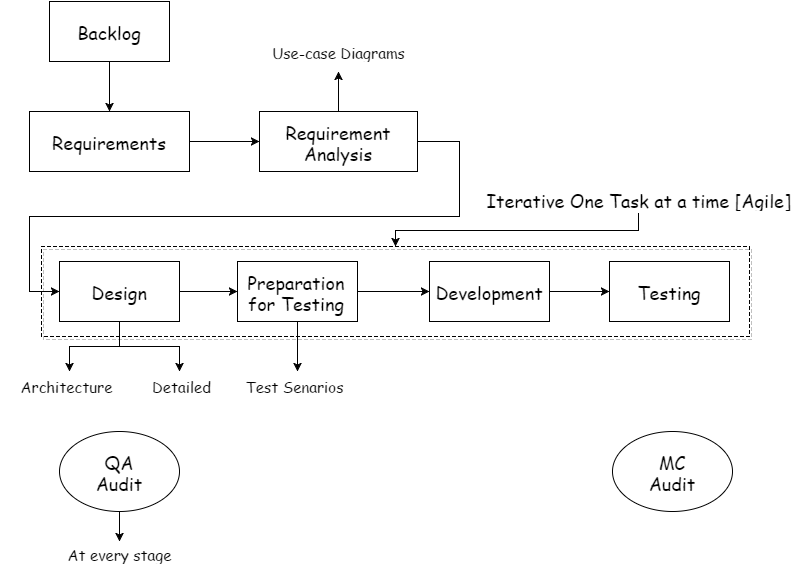 Backlog
Use-case Diagrams
Requirements
Requirement
Analysis
Iterative One Task at a time [Agile]
Design
Preparation
for Testing
Development
Testing
Architecture
Detailed
Test Senarios
QA
Audit
MC
Audit
At every stage